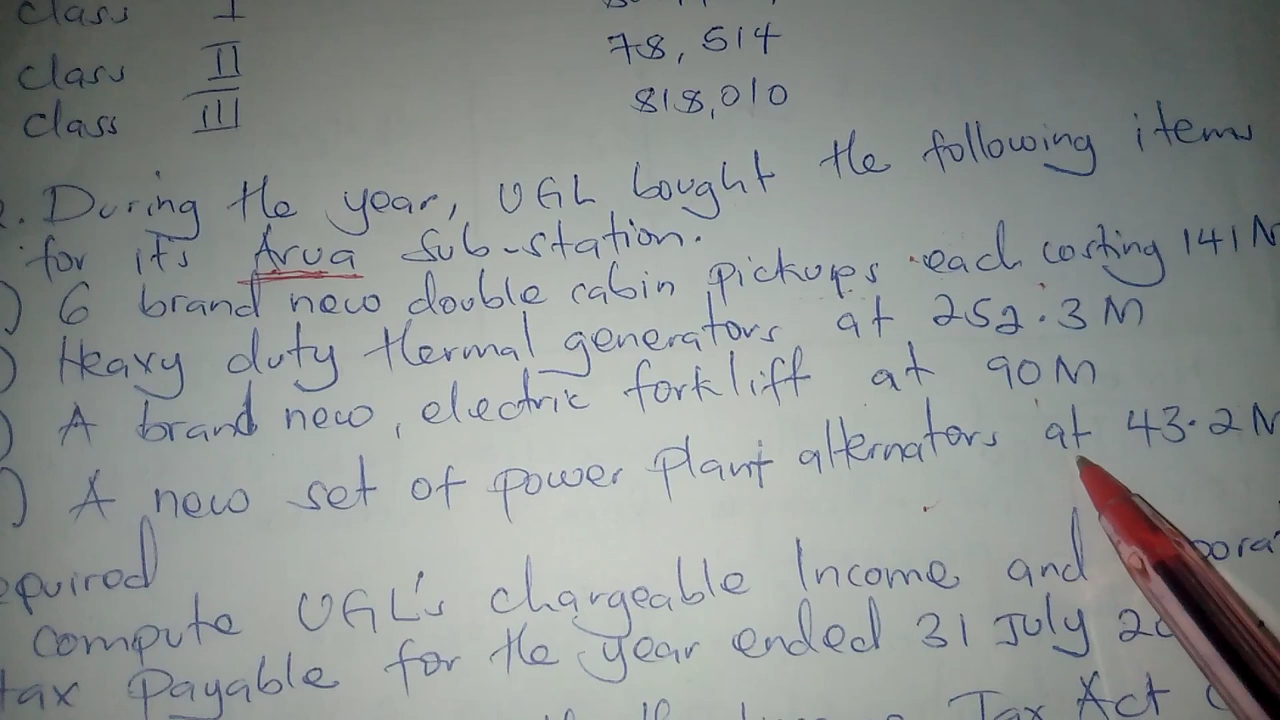 class I
class II 78, 514
class III 818,010
. During the year, UGL bought the following items
for its Arua Sub-station.
) 6 brand new double cabin pickups each costing 141
) Heavy duty thermal generators at 252.3M
) A brand new, electric forklift at 90M
) A new set of power plant alternators at 43.2
equired
compute UGL's chargeable Income and
tax Payable for the year ended 31 July
Tax Act